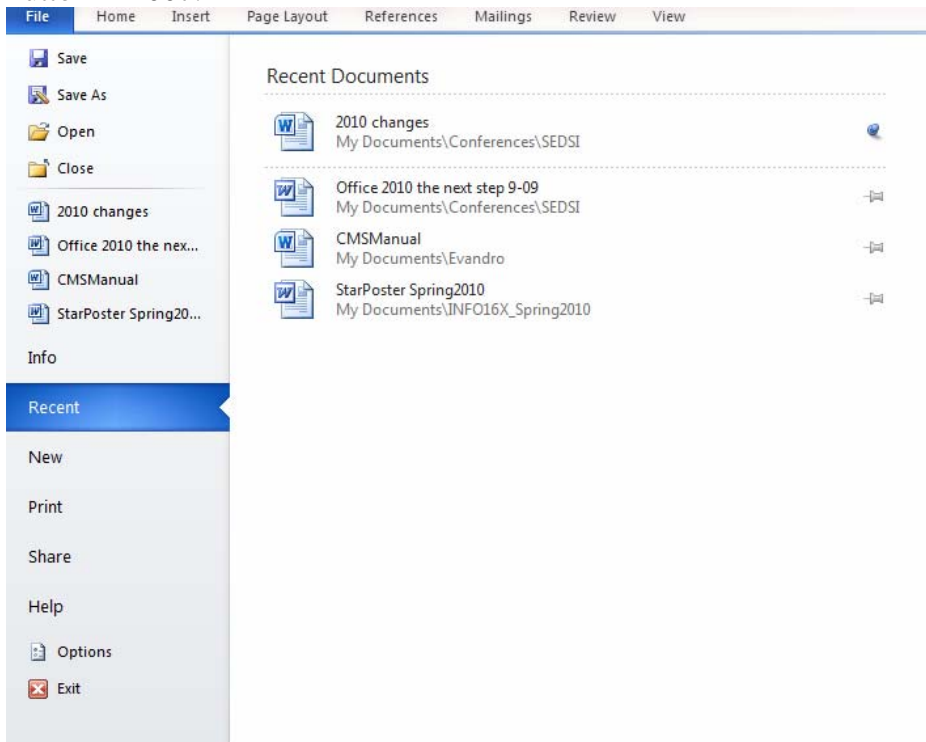 File Home Insert Page Layout References Mailings Review View
Save
Save As
Open
Close
2010 changes
Office 2010 the nex...
CMSManual
StarPoster Spring20...
Info
Recent
New
Print
Share
Help
Options
Exit
Recent Documents
2010 changes
My Documents\Conferences\SEDSI
Office 2010 the next step 9-09
My Documents\Conferences\SEDSI
CMSManual
My Documents\Evandro
StarPoster Spring2010
My Documents\INFO16X_Spring2010